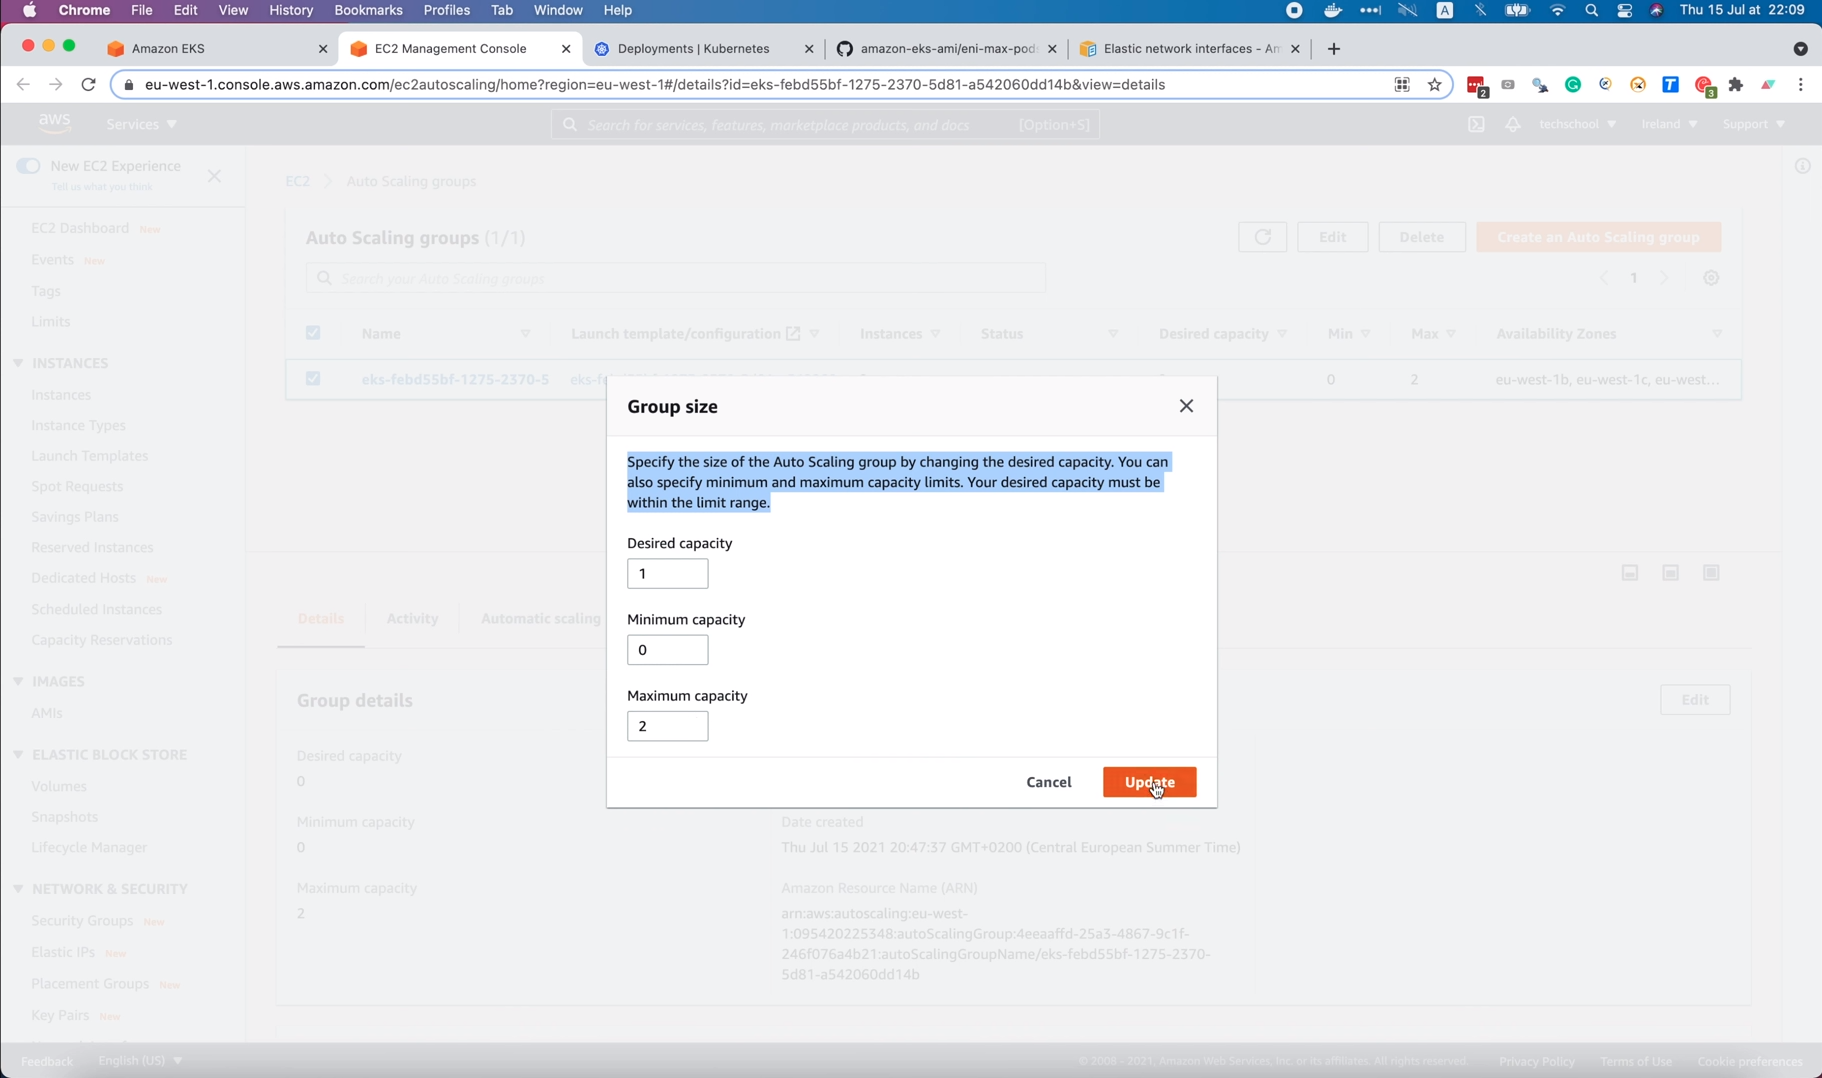 Chrome File Edit View History Bookmarks Profiles Tab Window Help
A
Thu 15 Jul at 22:09
Amazon EKS
EC2 Management Console
Deployments | Kubernetes
amazon-eks-ami/eni-max-pods
Elastic network interfaces - Am
eu-west-1.console.aws.amazon.com/ec2autoscaling/home?region=eu-west-1#/details?id=eks-febd55bf-1275-2370-5d81-a542060dd14b&view=details
2
T
3
aws
Services
Search for services, features, marketplace products, and docs [Option+S]
techschool
Ireland
Support
New EC2 Experience
Tell us what you think
EC2 Dashboard New
Events New
Tags
Limits
INSTANCES
Instances
Instance Types
Launch Templates
Spot Requests
Savings Plans
Reserved Instances
Dedicated Hosts New
Scheduled Instances
Capacity Reservations
IMAGES
AMIs
ELASTIC BLOCK STORE
Volumes
Snapshots
Lifecycle Manager
NETWORK & SECURITY
Security Groups New
Elastic IPs New
Placement Groups New
Key Pairs New
EC2 > Auto Scaling groups
Auto Scaling groups (1/1)
Edit
Delete
Create an Auto Scaling group
Search your Auto Scaling groups
1
Name
Launch template/configuration
Instances
Status
Desired capacity
Min
Max
Availability Zones
eks-febd55bf-1275-2370-5
0
2
eu-west-1b, eu-west-1c, eu-west...
Group size
Specify the size of the Auto Scaling group by changing the desired capacity. You can
also specify minimum and maximum capacity limits. Your desired capacity must be
within the limit range.
Desired capacity
1
Minimum capacity
0
Maximum capacity
2
Cancel
Update
Details
Activity
Automatic scaling
Group details
Edit
Desired capacity
0
Minimum capacity
0
Maximum capacity
2
Date created
Thu Jul 15 2021 20:47:37 GMT+0200 (Central European Summer Time)
Amazon Resource Name (ARN)
arn:aws:autoscaling:eu-west-
1:095420225348:autoScalingGroup:4eeaaffd-25a3-4867-9c1f-
246f076a4b21:autoScalingGroupName/eks-febd55bf-1275-2370-
5d81-a542060dd14b
Feedback
English (US)
© 2008 - 2021, Amazon Web Services, Inc. or its affiliates. All rights reserved.
Privacy Policy
Terms of Use
Cookie preferences